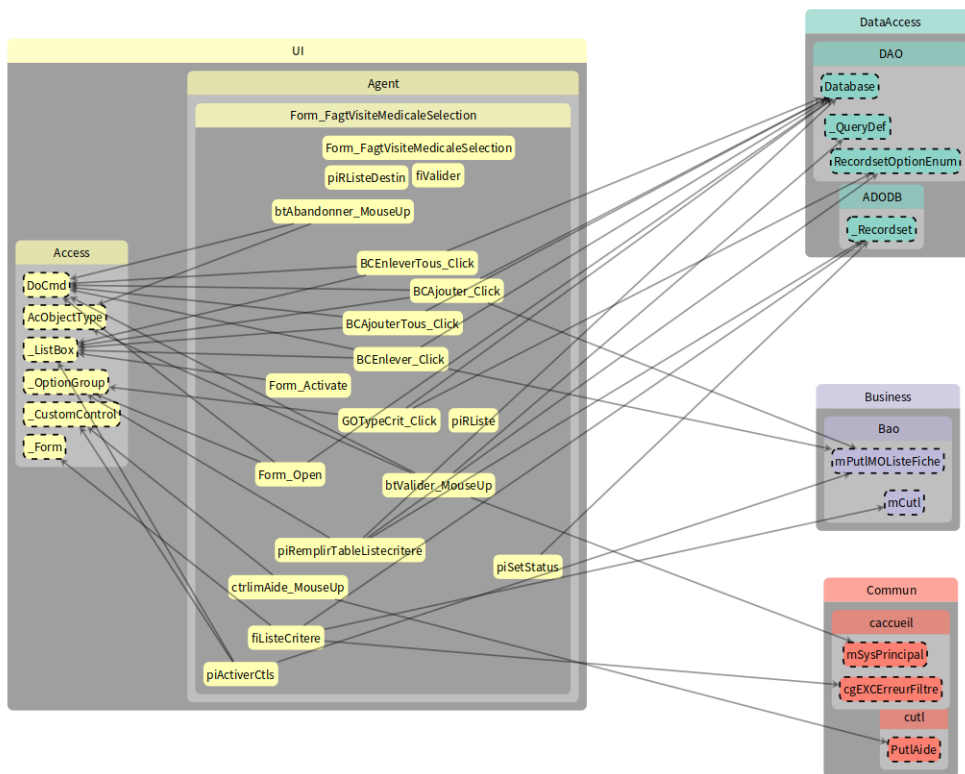 UI
Agent
Form_FagtVisiteMedicaleSelection
Form_FagtVisiteMedicaleSelection
piRListeDestin
fiValider
btAbandonner_MouseUp
BCEnleverTous_Click
BCAjouter_Click
BCAjouterTous_Click
BCEnlever_Click
Form_Activate
GOTypeCrit_Click
piRListe
Form_Open
btValider_MouseUp
piRemplirTableListecritere
piSetStatus
ctrlimAide_MouseUp
fiListeCritere
piActiverCtls
Access
DoCmd
AcObjectType
_ListBox
_OptionGroup
_CustomControl
_Form
DataAccess
DAO
Database
_QueryDef
RecordsetOptionEnum
ADODB
_Recordset
Business
Bao
mPutlMOListeFiche
mCutl
Commun
caccueil
mSysPrincipal
cgEXCErreurFiltre
cutl
PutlAide